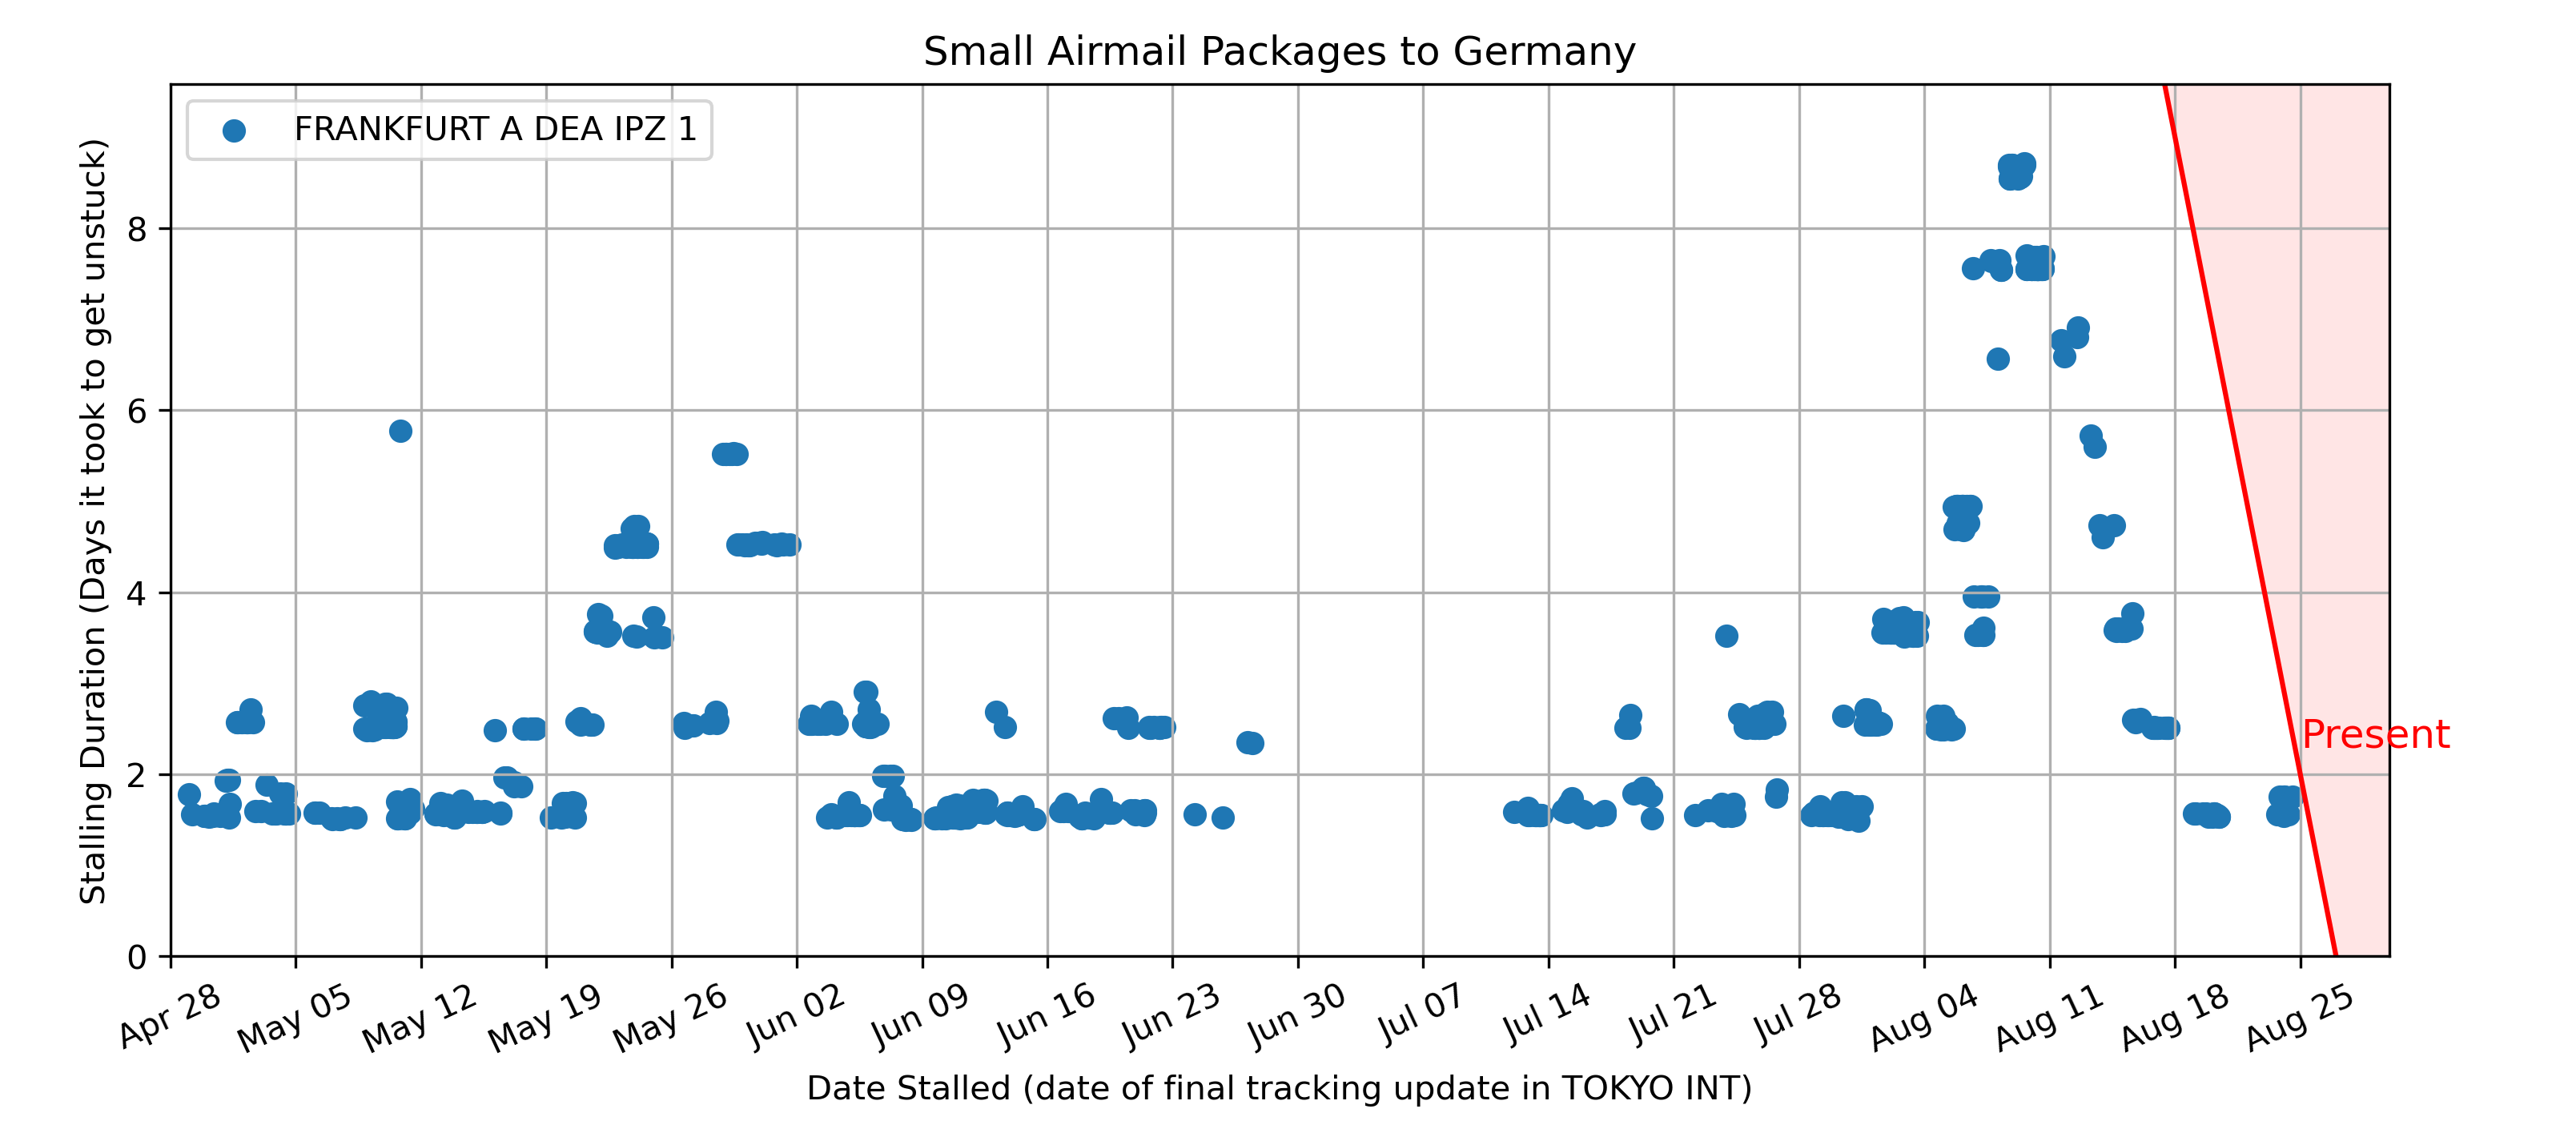 Small Airmail Packages to Germany
FRANKFURT A DEA IPZ 1
Stalling Duration (Days it took to get unstuck)
8
6
4
2
0
Present
Apr 28 May 05 May 12 May 19 May 26 Jun 02 Jun 09 Jun 16 Jun 23 Jun 30 Jul 07 Jul 14 Jul 21 Jul 28 Aug 04 Aug 11 Aug 18 Aug 25
Date Stalled (date of final tracking update in TOKYO INT)